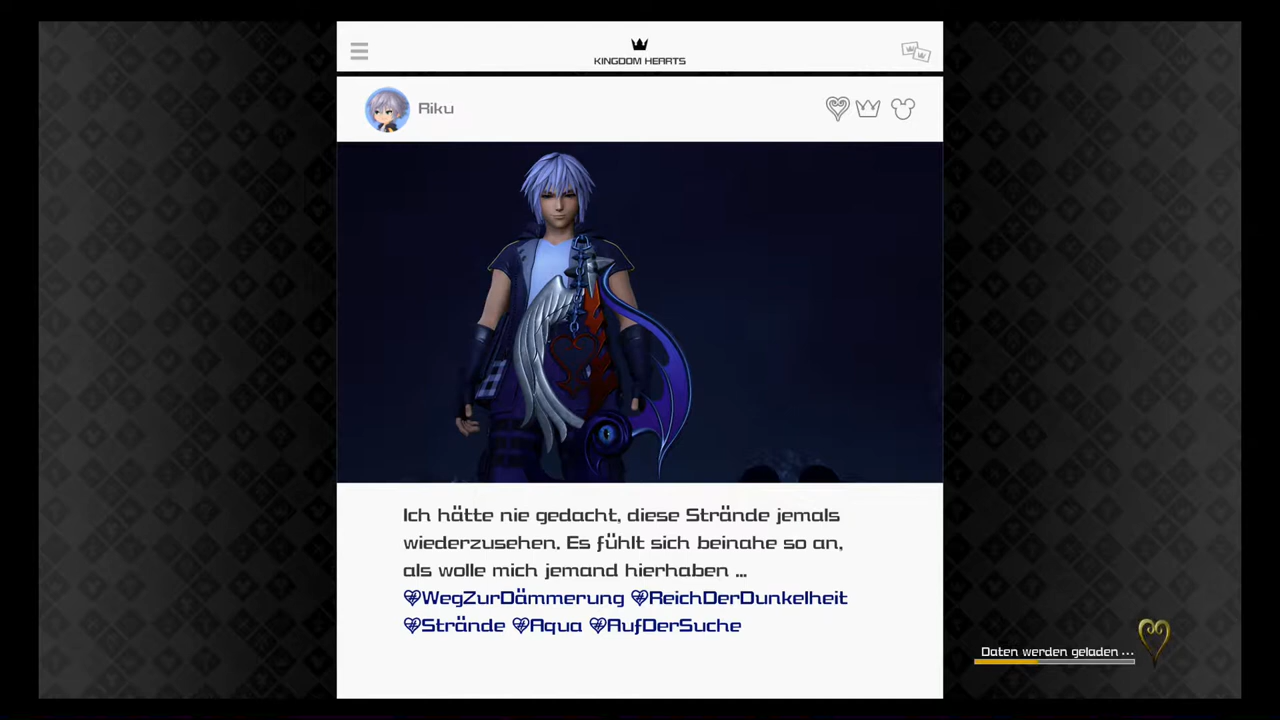 KINGDOM HEARTS
Riku
Ich hätte nie gedacht, diese Strände jemals
wiederzusehen. Es fühlt sich beinahe so an,
als wolle mich jemand hierhaben ...
WegZurDämmerung ReichDerDunkelheit
Strände Aqua AufDerSuche
Daten werden geladen ...